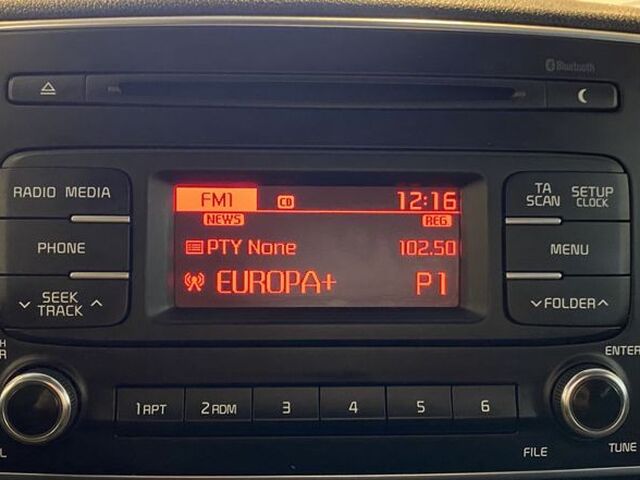 Bluetooth
RADIO MEDIA
FM1 CD 12:16
TA SCAN SETUP CLOCK
NEWS REG
PHONE
PTY None 102.50
MENU
SEEK TRACK
EUROPA+ P1
FOLDER
ENTER
1 RPT 2 RDM 3 4 5 6
FILE TUNE